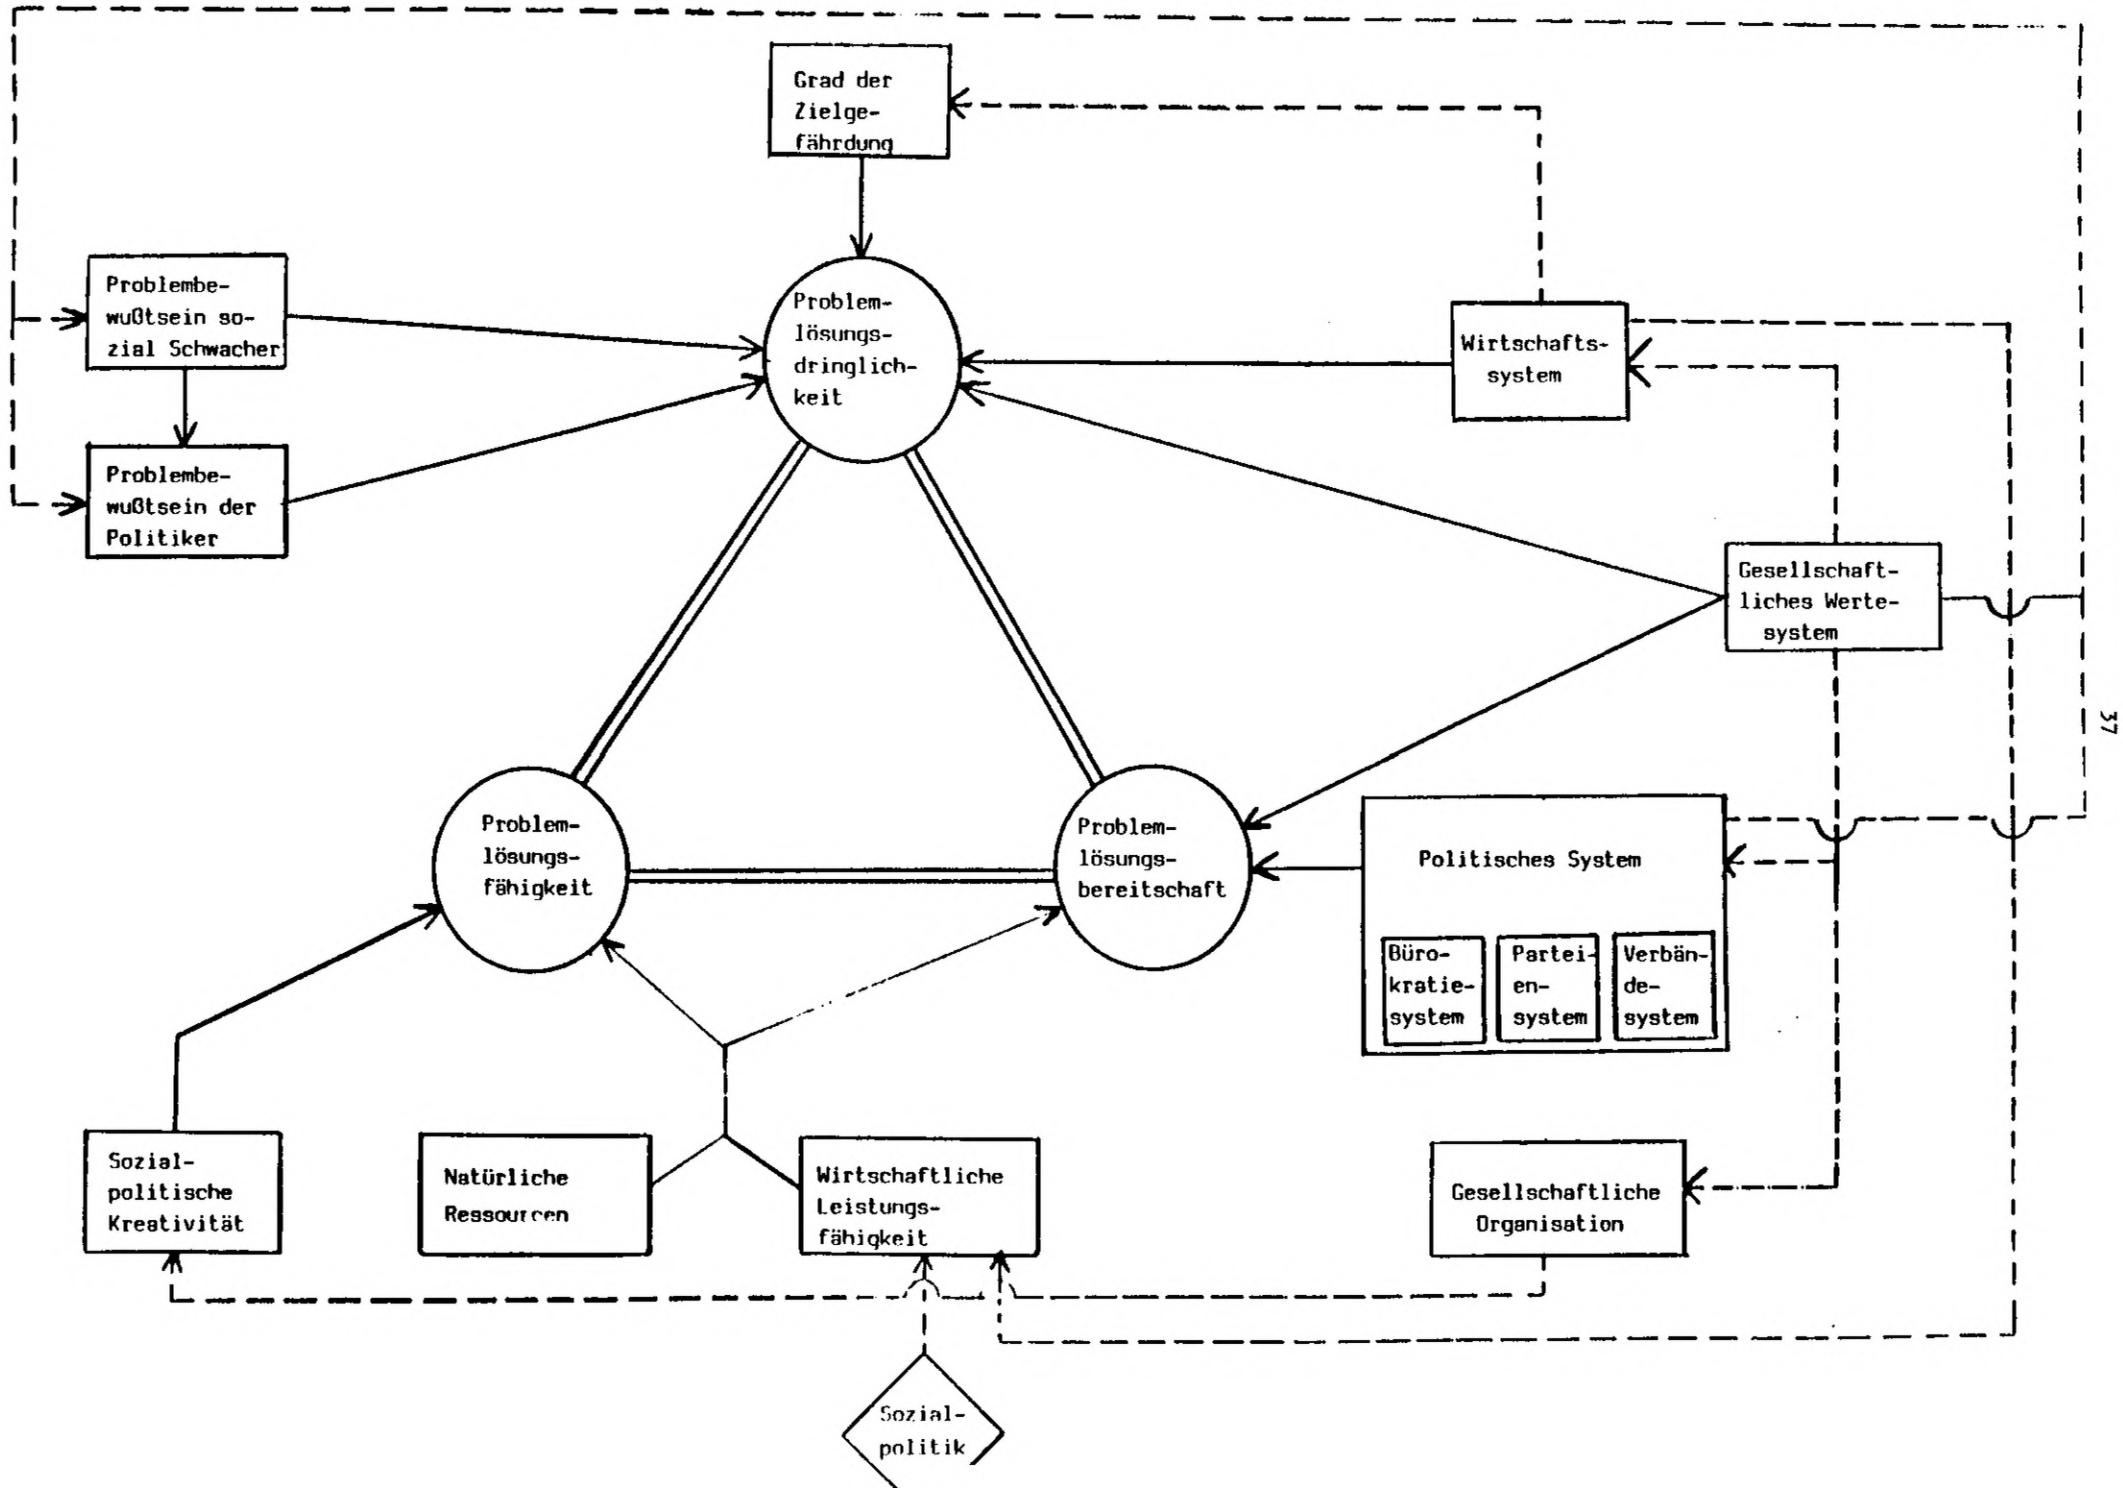 Grad der
Zielge-
fährdung
Problembe-
wußtsein so-
zial Schwacher
Problem-
lösungs-
dringlich-
keit
Wirtschafts-
system
Problembe-
wußtsein der
Politiker
Gesellschaft-
liches Werte-
system
37
Problem-
lösungs-
fähigkeit
Problem-
lösungs-
bereitschaft
Politisches System
Büro-
kratie-
system
Partei-
en-
system
Verbän-
de-
system
Sozial-
politische
Kreativität
Natürliche
Ressourcen
Wirtschaftliche
Leistungs-
fähigkeit
Gesellschaftliche
Organisation
Sozial-
politik